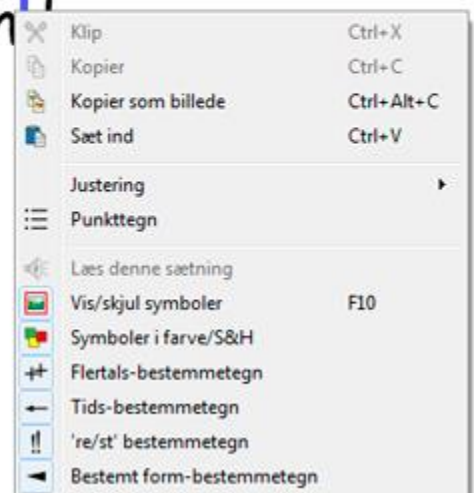 Klip Ctrl+X
Kopier Ctrl+C
Kopier som billede Ctrl+Alt+C
Sæt ind Ctrl+V
Justering
Punkttegn
Læs denne sætning
Vis/skjul symboler F10
Symboler i farve/S&H
Flertals-bestemmetegn
Tids-bestemmetegn
're/st' bestemmetegn
Bestemt form-bestemmetegn